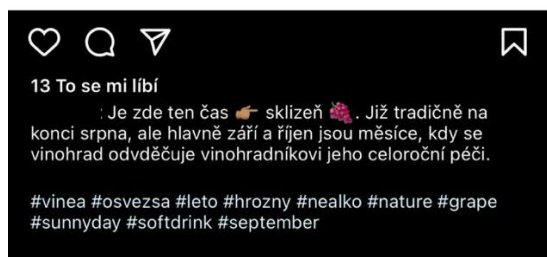 13 To se mi líbí
: Je zde ten čas 👉🏽 sklizeň 🍇. Již tradičně na
konci srpna, ale hlavně září a říjen jsou měsíce, kdy se
vinohrad odvděčuje vinohradníkovi jeho celoroční péči.
#vinea #osvezsa #leto #hrozny #nealko #nature #grape
#sunnyday #softdrink #september